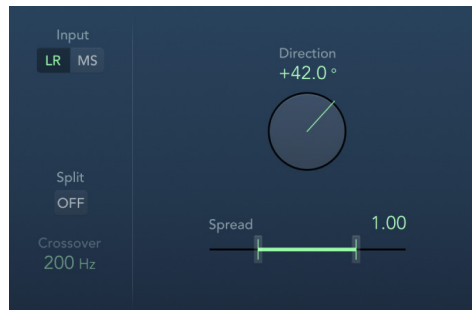 Input
LR MS
Split
OFF
Crossover
200 Hz
Direction
+42.0 °
Spread 1.00